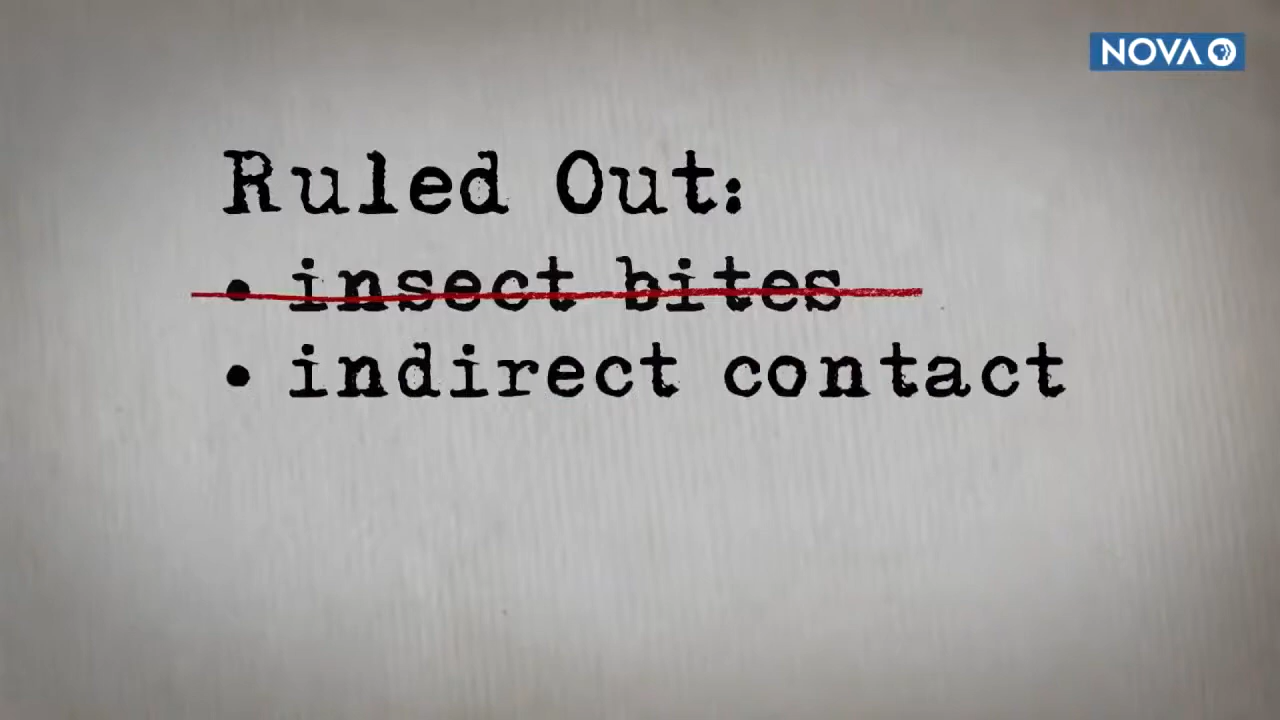 NOVA
Ruled Out:
• insect bites
• indirect contact